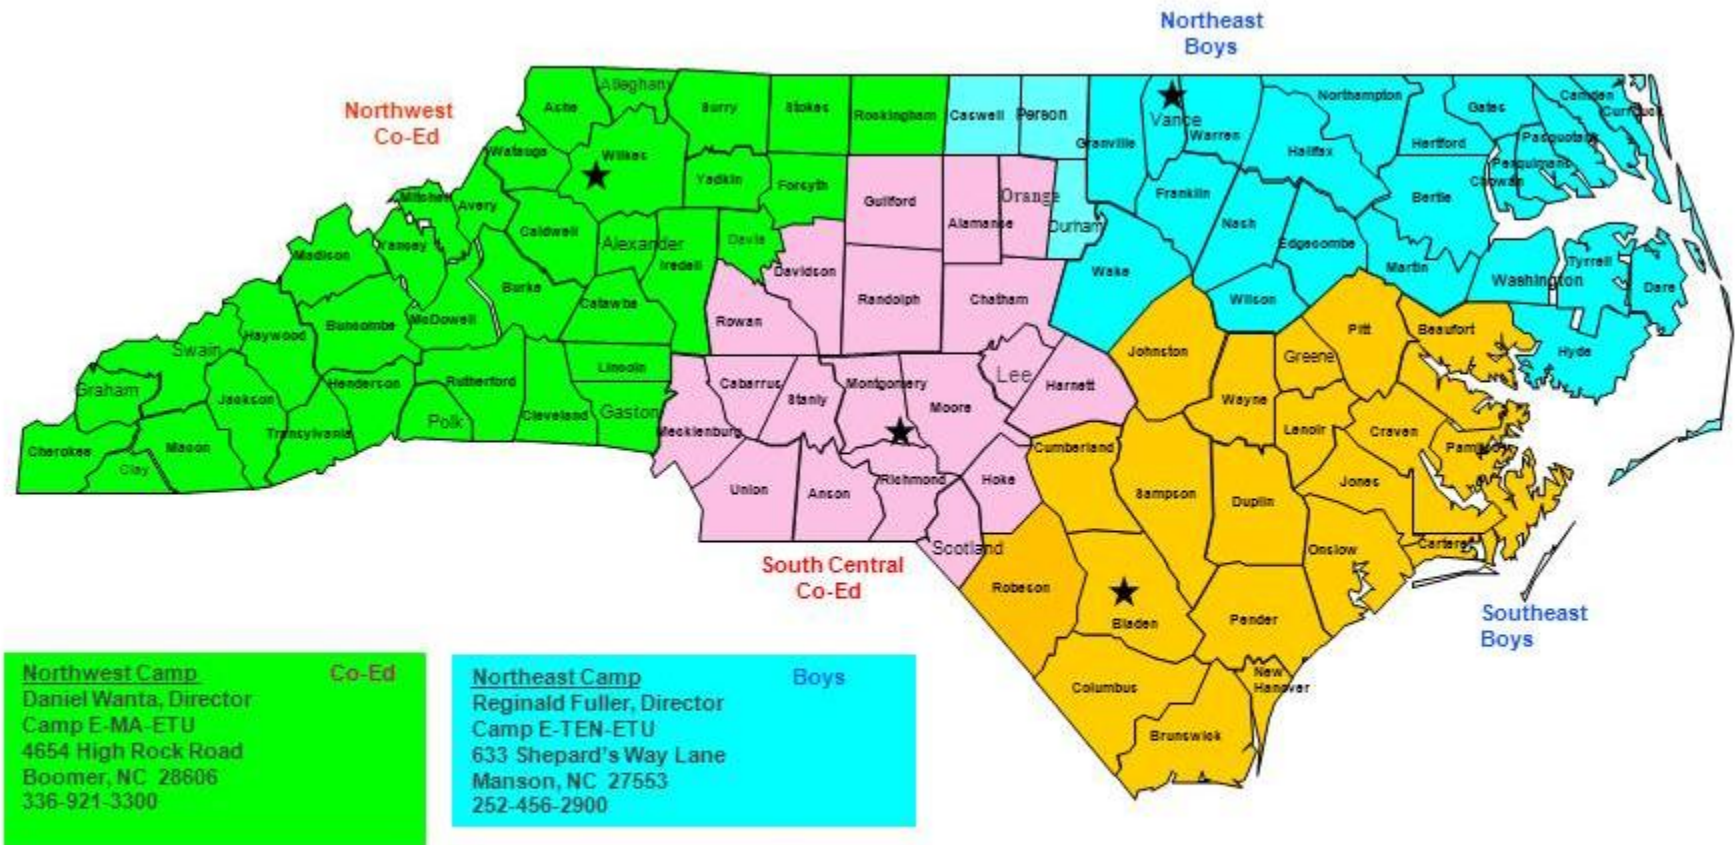 Northeast
Boys
Northwest
Co-Ed
Ashe
Alleghany
Surry
Stokes
Rockingham
Caswell
Person
Granville
Vance
Warren
Northampton
Gates
Camden
Currituck
Pasquotank
Perquimans
Chowan
Hertford
Halifax
Bertie
Watauga
Wilkes
Yadkin
Forsyth
Guilford
Alamance
Orange
Durham
Franklin
Nash
Edgecombe
Martin
Washington
Tyrrell
Dare
Mitchell
Avery
Yancey
Caldwell
Alexander
Iredell
Davie
Davidson
Madison
Burke
Catawba
Rowan
Randolph
Chatham
Wake
Wilson
Pitt
Beaufort
Hyde
Haywood
Buncombe
McDowell
Swain
Graham
Jackson
Henderson
Rutherford
Lincoln
Cabarrus
Stanly
Montgomery
Moore
Lee
Harnett
Johnston
Greene
Wayne
Lenoir
Craven
Pamlico
Cherokee
Clay
Macon
Transylvania
Polk
Cleveland
Gaston
Mecklenburg
Union
Anson
Richmond
Hoke
Cumberland
Sampson
Duplin
Jones
Onslow
Carteret
Scotland
Robeson
Bladen
Pender
Columbus
New
Hanover
Brunswick
South Central
Co-Ed
Southeast
Boys
Northwest Camp Co-Ed
Daniel Wanta, Director
Camp E-MA-ETU
4654 High Rock Road
Boomer, NC 28606
336-921-3300
Northeast Camp Boys
Reginald Fuller, Director
Camp E-TEN-ETU
633 Shepard's Way Lane
Manson, NC 27553
252-456-2900